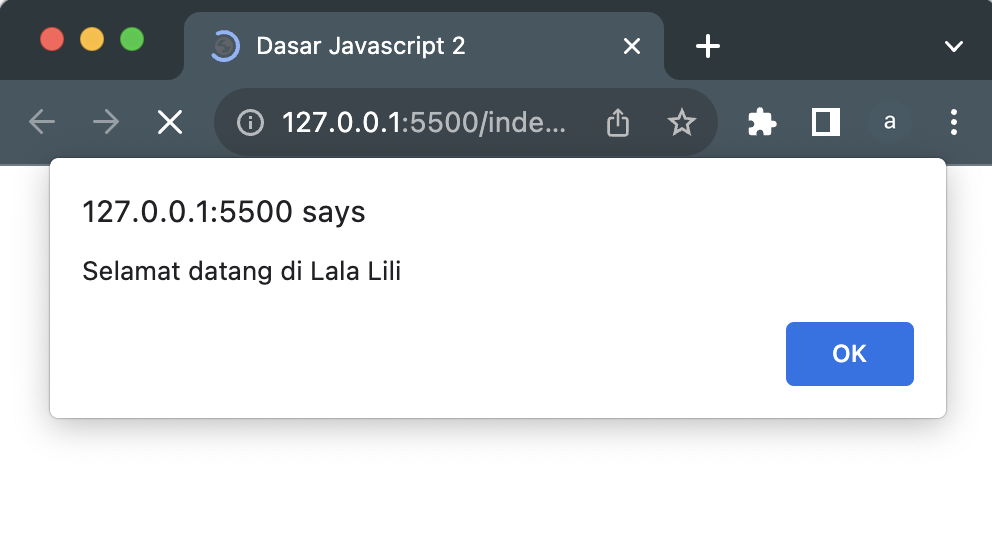 Dasar Javascript 2
127.0.0.1:5500/inde...
a
127.0.0.1:5500 says
Selamat datang di Lala Lili
OK